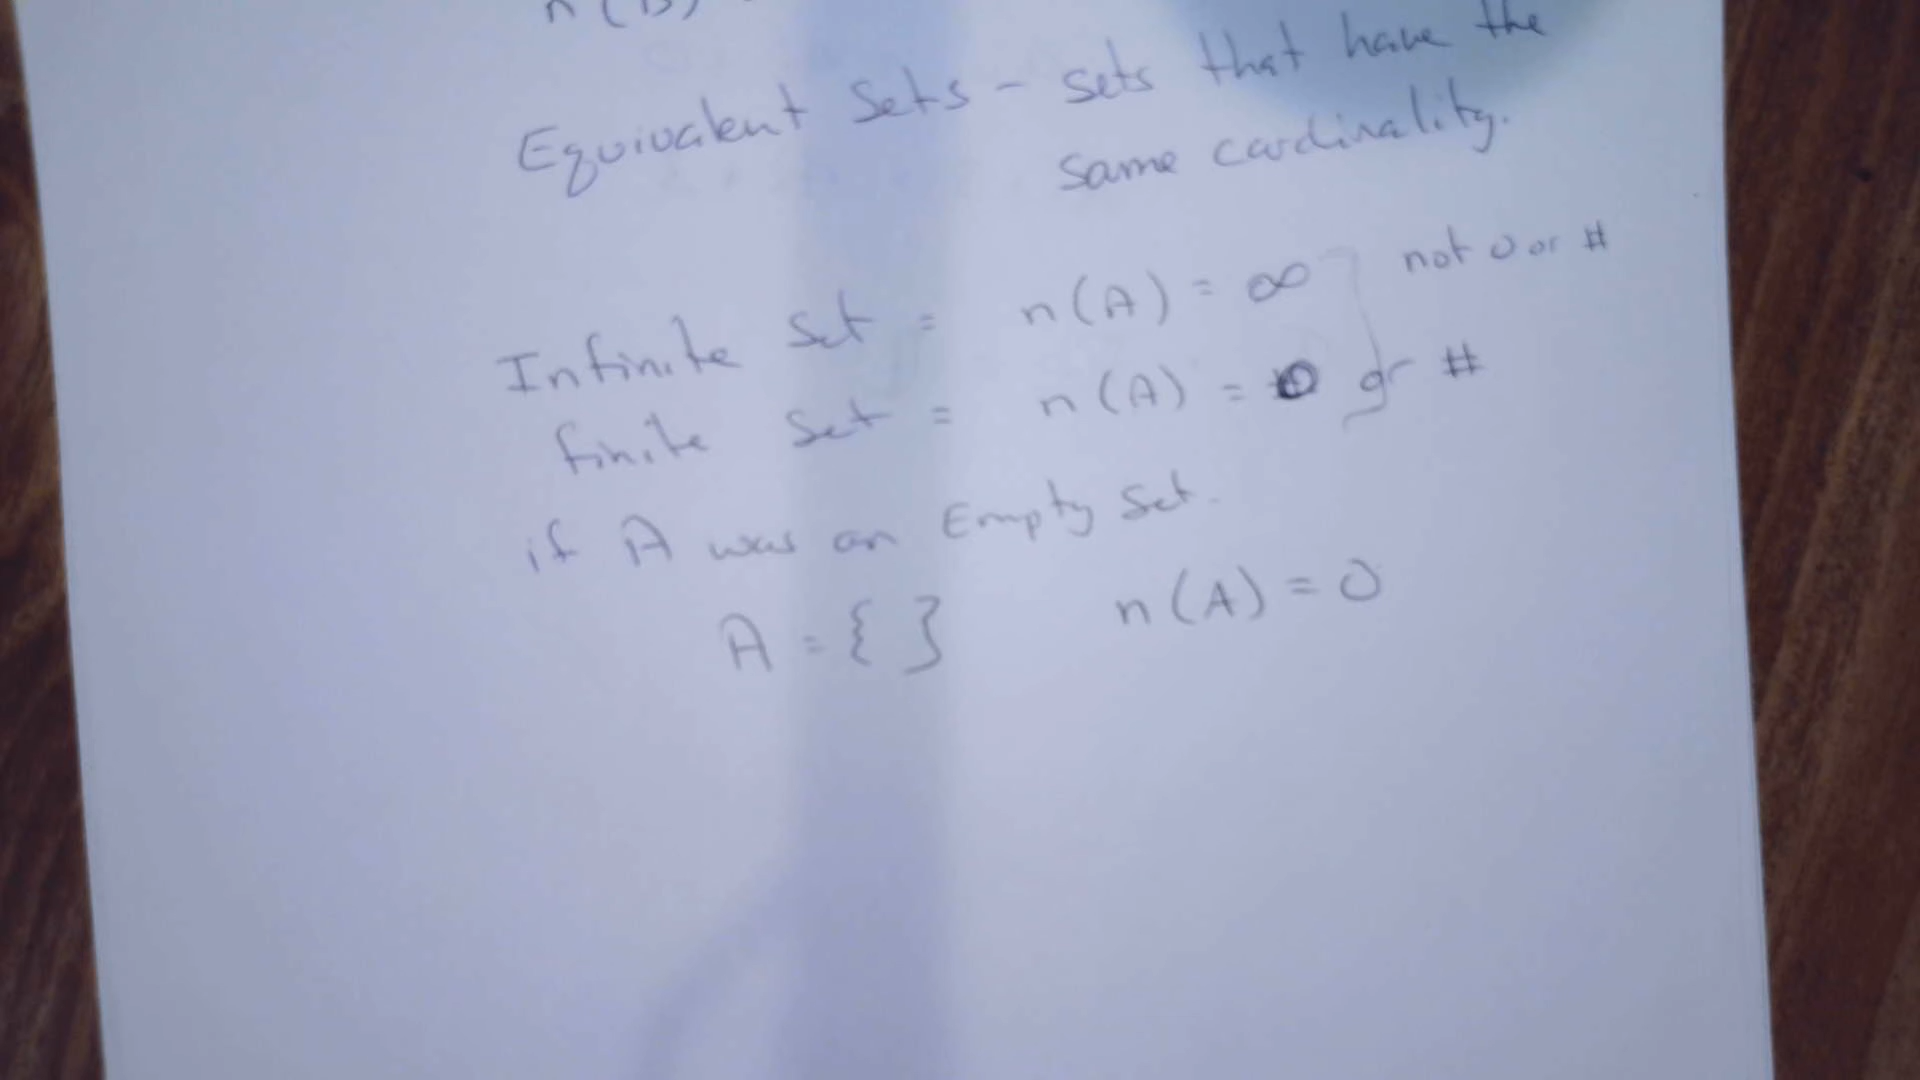 n (B)
Equivalent Sets - sets that have the
same cardinality.
Infinite Set = n(A) = ∞ not 0 or #
finite Set = n(A) = 0 or #
if A was an Empty Set.
A = { } n(A) = 0